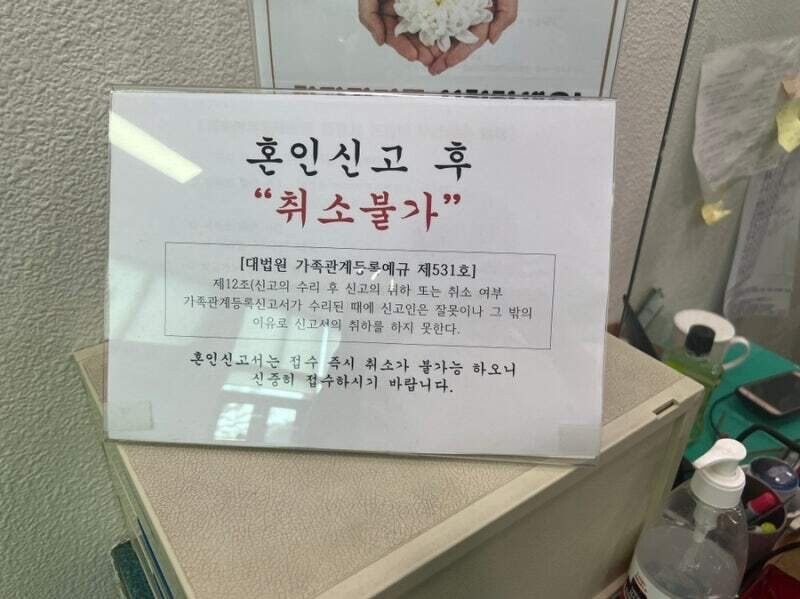 혼인신고 후
“취소불가”
[대법원 가족관계등록예규 제531호]
제12조(신고의 수리 후 신고의 취하 또는 취소 여부
가족관계등록신고서가 수리된 때에 신고인은 잘못이나 그 밖의
이유로 신고서의 취하를 하지 못한다.
혼인신고서는 접수 즉시 취소가 불가능 하오니
신중히 접수하시기 바랍니다.